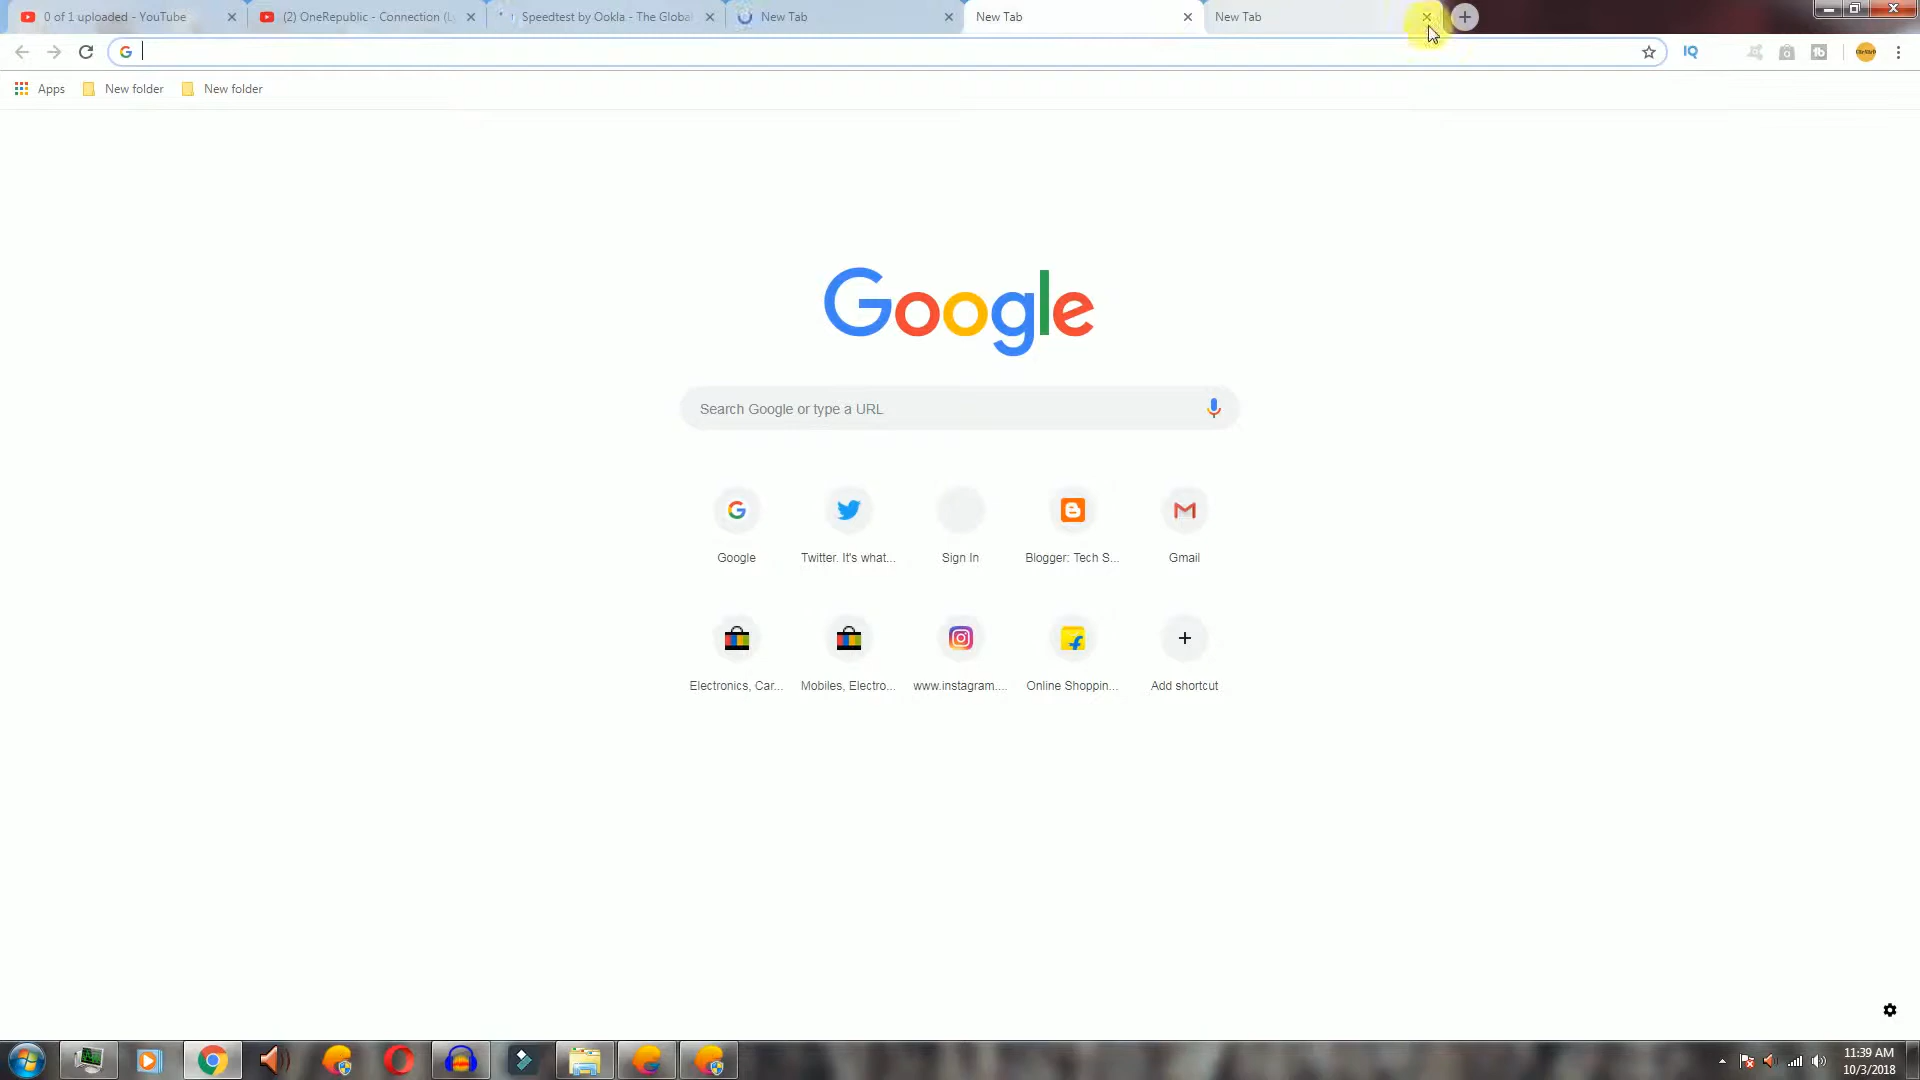 0 of 1 uploaded - YouTube
(2) OneRepublic - Connection (L
Speedtest by Ookla - The Global
New Tab
New Tab
New Tab
IQ
Apps
New folder
New folder
Google
Search Google or type a URL
Google
Twitter. It's what...
Sign In
Blogger: Tech S...
Gmail
Electronics, Car...
Mobiles, Electro...
www.instagram....
Online Shoppin...
Add shortcut
11:39 AM
10/3/2018